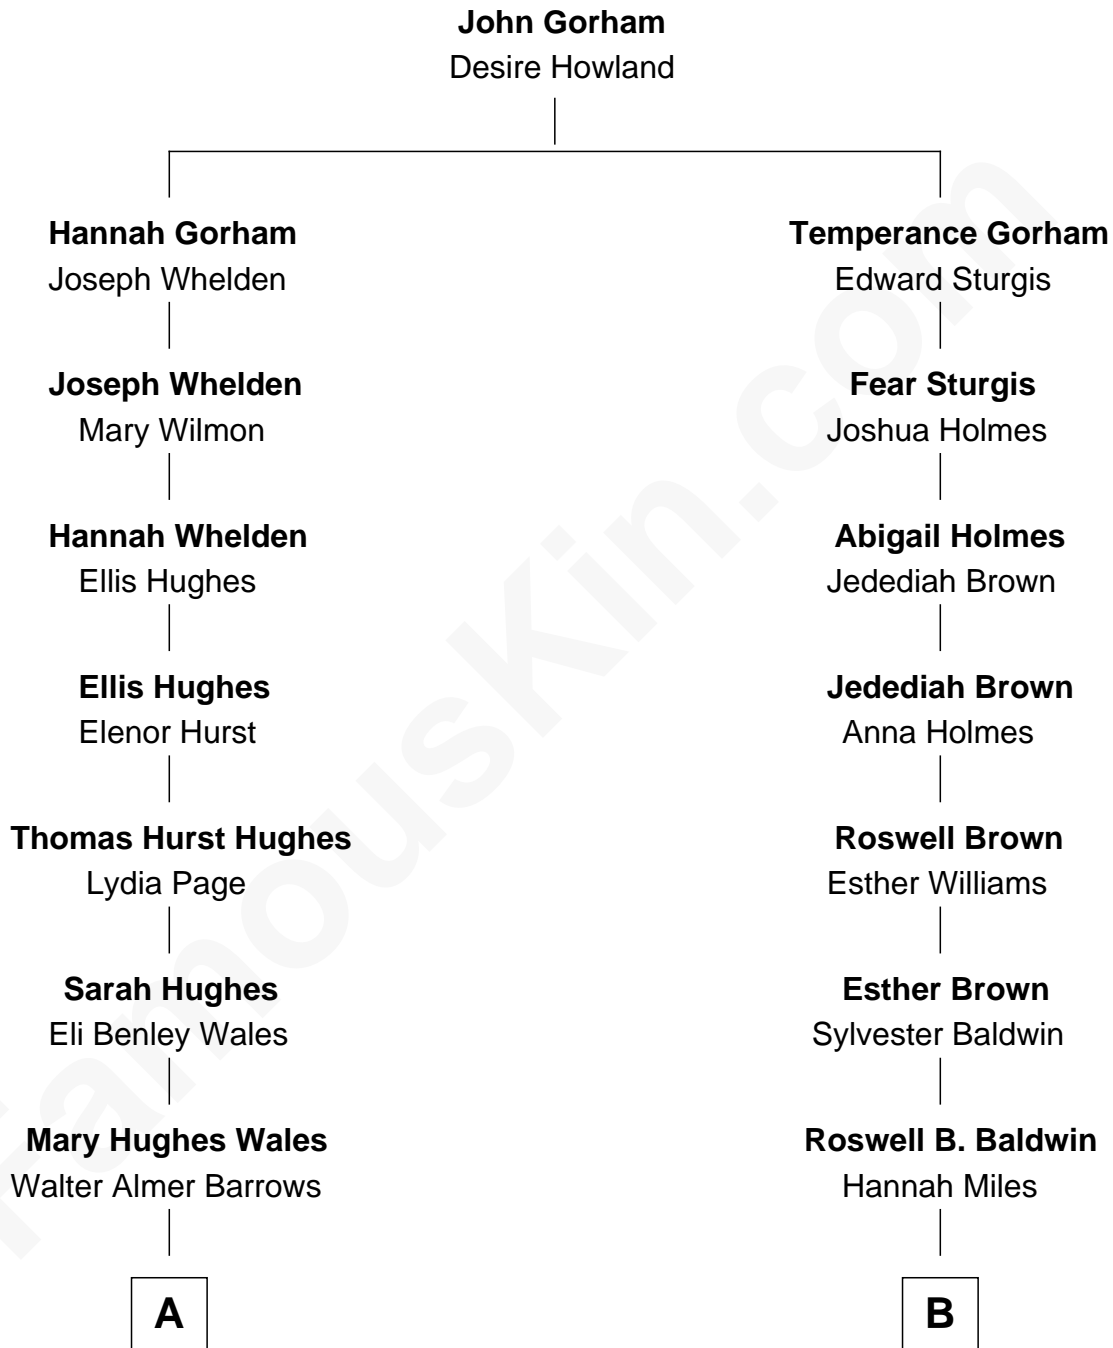 John Gorham
Desire Howland
Hannah Gorham
Joseph Whelden
Temperance Gorham
Edward Sturgis
Joseph Whelden
Mary Wilmon
Fear Sturgis
Joshua Holmes
Hannah Whelden
Ellis Hughes
Abigail Holmes
Jedediah Brown
Ellis Hughes
Elenor Hurst
Jedediah Brown
Anna Holmes
Thomas Hurst Hughes
Lydia Page
Roswell Brown
Esther Williams
Sarah Hughes
Eli Benley Wales
Esther Brown
Sylvester Baldwin
Mary Hughes Wales
Walter Almer Barrows
Roswell B. Baldwin
Hannah Miles
A
B
FamousKin.com